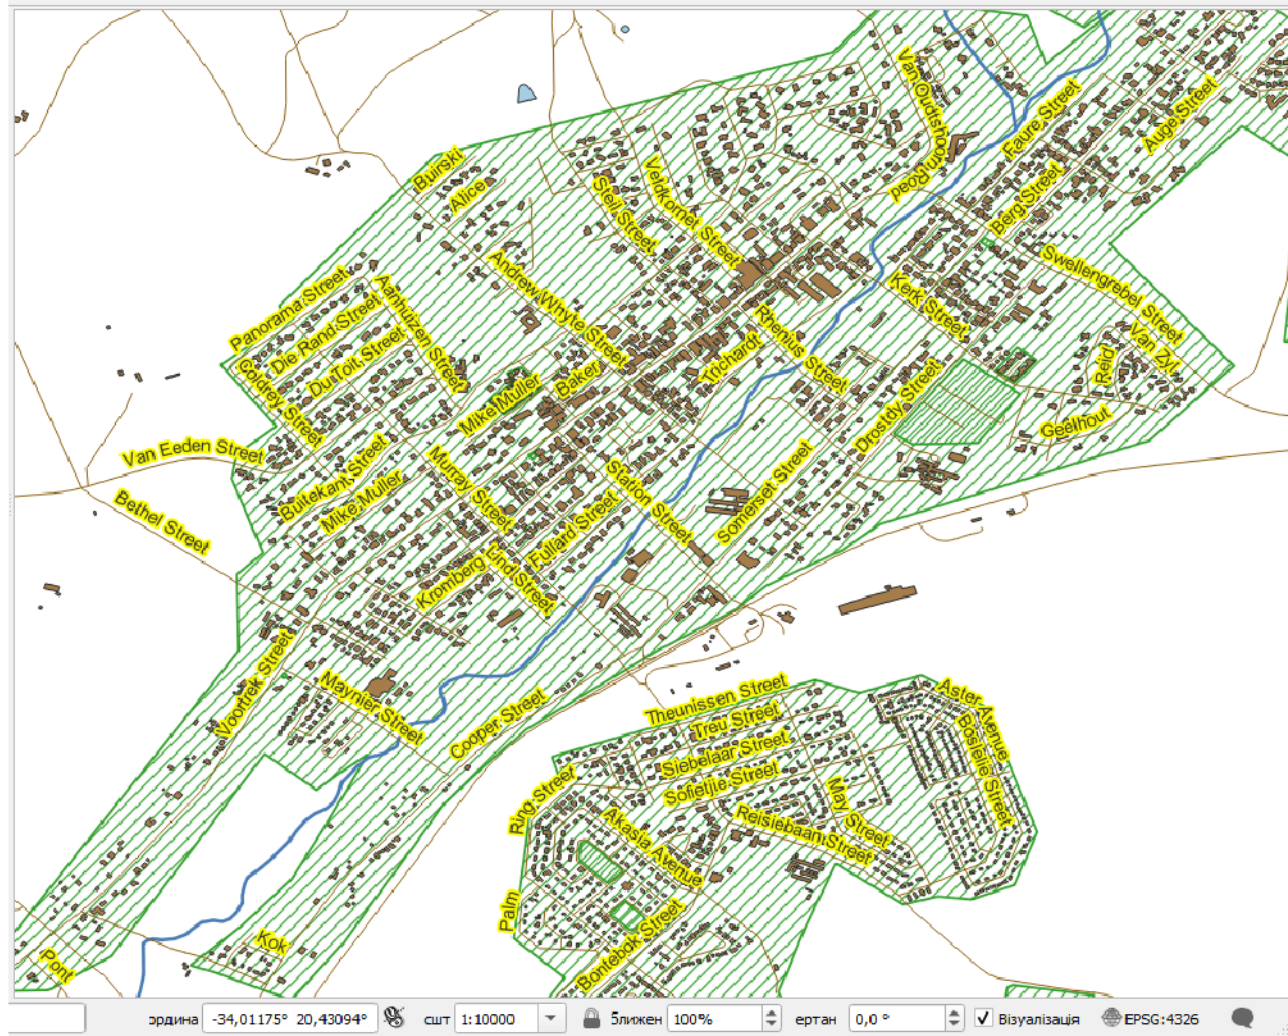 Van Oudtshoorn Road
Faure Street
Auge Street
Buirski
Alice
Veldkornet Street
Steil Street
Berg Street
Swellengrebel Street
Andrew Whyte Street
Kerk Street
Panorama Street
Aanhuizen Street
Die Rand Street
Rhenius Street
Van Zyl
Du Toit Street
Trichardt
Reid
Coldrey Street
Baker
Mike Muller
Drostdy Street
Geelhout
Van Eeden Street
Buitekant Street
Murray Street
Station Street
Somerset Street
Mike Muller
Bethel Street
Fullard Street
Lind Street
Kromberg
Voortrek Street
Maynier Street
Cooper Street
Theunissen Street
Aster Avenue
Treu Street
Boslelie Street
Siebelaar Street
Sofietjie Street
Ring Street
May Street
Akasia Avenue
Reisiebaan Street
Palm
Bontebok Street
Kok
Pont
ордина -34,01175° 20,43094° сшт 1:10000 ближен 100% ертан 0,0 ° Візуалізація EPSG:4326